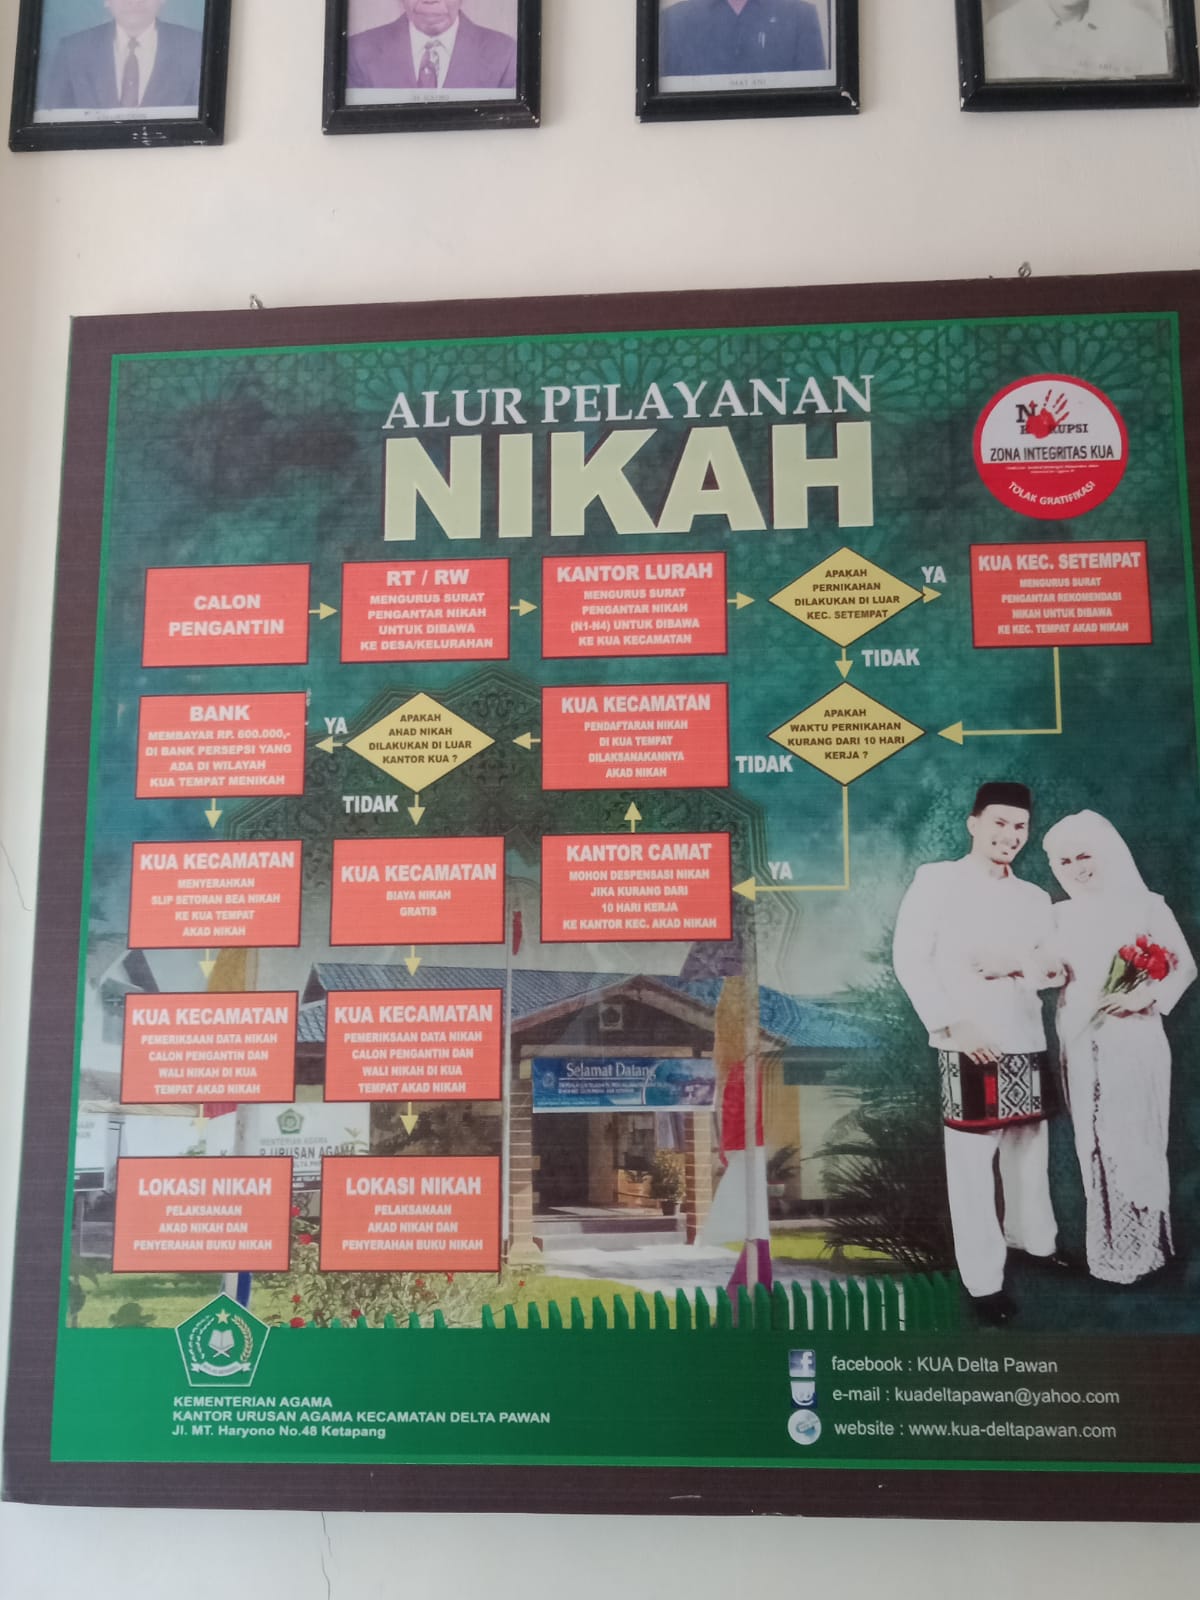 ALUR PELAYANAN
NIKAH
ZONA INTEGRITAS KUA
TOLAK GRATIFIKASI
CALON
PENGANTIN
RT / RW
MENGURUS SURAT
PENGANTAR NIKAH
UNTUK DIBAWA
KE DESA/KELURAHAN
KANTOR LURAH
MENGURUS SURAT
PENGANTAR NIKAH
(N1-N4) UNTUK DIBAWA
KE KUA KECAMATAN
APAKAH
PERNIKAHAN
DILAKUKAN DI LUAR
KEC. SETEMPAT
YA
KUA KEC. SETEMPAT
MENGURUS SURAT
PENGANTAR REKOMENDASI
NIKAH UNTUK DIBAWA
KE KEC. TEMPAT AKAD NIKAH
TIDAK
BANK
MEMBAYAR RP. 600.000,-
DI BANK PERSEPSI YANG
ADA DI WILAYAH
KUA TEMPAT MENIKAH
YA
APAKAH
AHAD NIKAH
DILAKUKAN DI LUAR
KANTOR KUA ?
TIDAK
KUA KECAMATAN
PENDAFTARAN NIKAH
DI KUA TEMPAT
DILAKSANAKANNYA
AKAD NIKAH
TIDAK
APAKAH
WAKTU PERNIKAHAN
KURANG DARI 10 HARI
KERJA ?
KUA KECAMATAN
MENYERAHKAN
SLIP SETORAN BEA NIKAH
KE KUA TEMPAT
AKAD NIKAH
KUA KECAMATAN
BIAYA NIKAH
GRATIS
KANTOR CAMAT
MOHON DESPENSASI NIKAH
JIKA KURANG DARI
10 HARI KERJA
KE KANTOR KEC. AKAD NIKAH
YA
KUA KECAMATAN
PEMERIKSAAN DATA NIKAH
CALON PENGANTIN DAN
WALI NIKAH DI KUA
TEMPAT AKAD NIKAH
KUA KECAMATAN
PEMERIKSAAN DATA NIKAH
CALON PENGANTIN DAN
WALI NIKAH DI KUA
TEMPAT AKAD NIKAH
Selamat Datang
LOKASI NIKAH
PELAKSANAAN
AKAD NIKAH DAN
PENYERAHAN BUKU NIKAH
LOKASI NIKAH
PELAKSANAAN
AKAD NIKAH DAN
PENYERAHAN BUKU NIKAH
KEMENTERIAN AGAMA
KANTOR URUSAN AGAMA KECAMATAN DELTA PAWAN
Jl. MT. Haryono No.48 Ketapang
facebook : KUA Delta Pawan
e-mail : kuadeltapawan@yahoo.com
website : www.kua-deltapawan.com